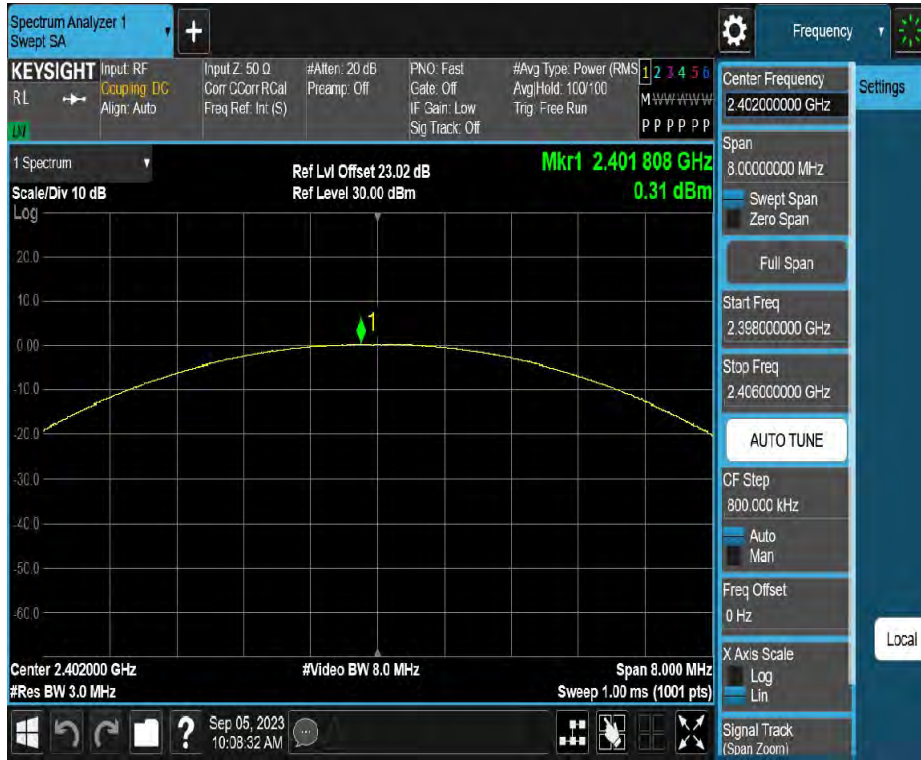 Spectrum Analyzer 1
Swept SA
+
Frequency
KEYSIGHT
RL
LXI
Input: RF
Coupling: DC
Align: Auto
Input Z: 50 Ω
Corr CCorr RCal
Freq Ref: Int (S)
#Atten: 20 dB
Preamp: Off
PNO: Fast
Gate: Off
IF Gain: Low
Sig Track: Off
#Avg Type: Power (RMS
Avg|Hold: 100/100
Trig: Free Run
1 2 3 4 5 6
M W W W W W
P P P P P P
1 Spectrum
Scale/Div 10 dB
Log
Ref Lvl Offset 23.02 dB
Ref Level 30.00 dBm
Mkr1 2.401 808 GHz
0.31 dBm
20.0
10.0
0.00
-10.0
-20.0
-30.0
-40.0
-50.0
-60.0
1
Center 2.402000 GHz
#Res BW 3.0 MHz
#Video BW 8.0 MHz
Span 8.000 MHz
Sweep 1.00 ms (1001 pts)
?
Sep 05, 2023
10:08:32 AM
Center Frequency
2.402000000 GHz
Span
8.00000000 MHz
Swept Span
Zero Span
Full Span
Start Freq
2.398000000 GHz
Stop Freq
2.406000000 GHz
AUTO TUNE
CF Step
800.000 kHz
Auto
Man
Freq Offset
0 Hz
X Axis Scale
Log
Lin
Signal Track
(Span Zoom)
Settings
Local